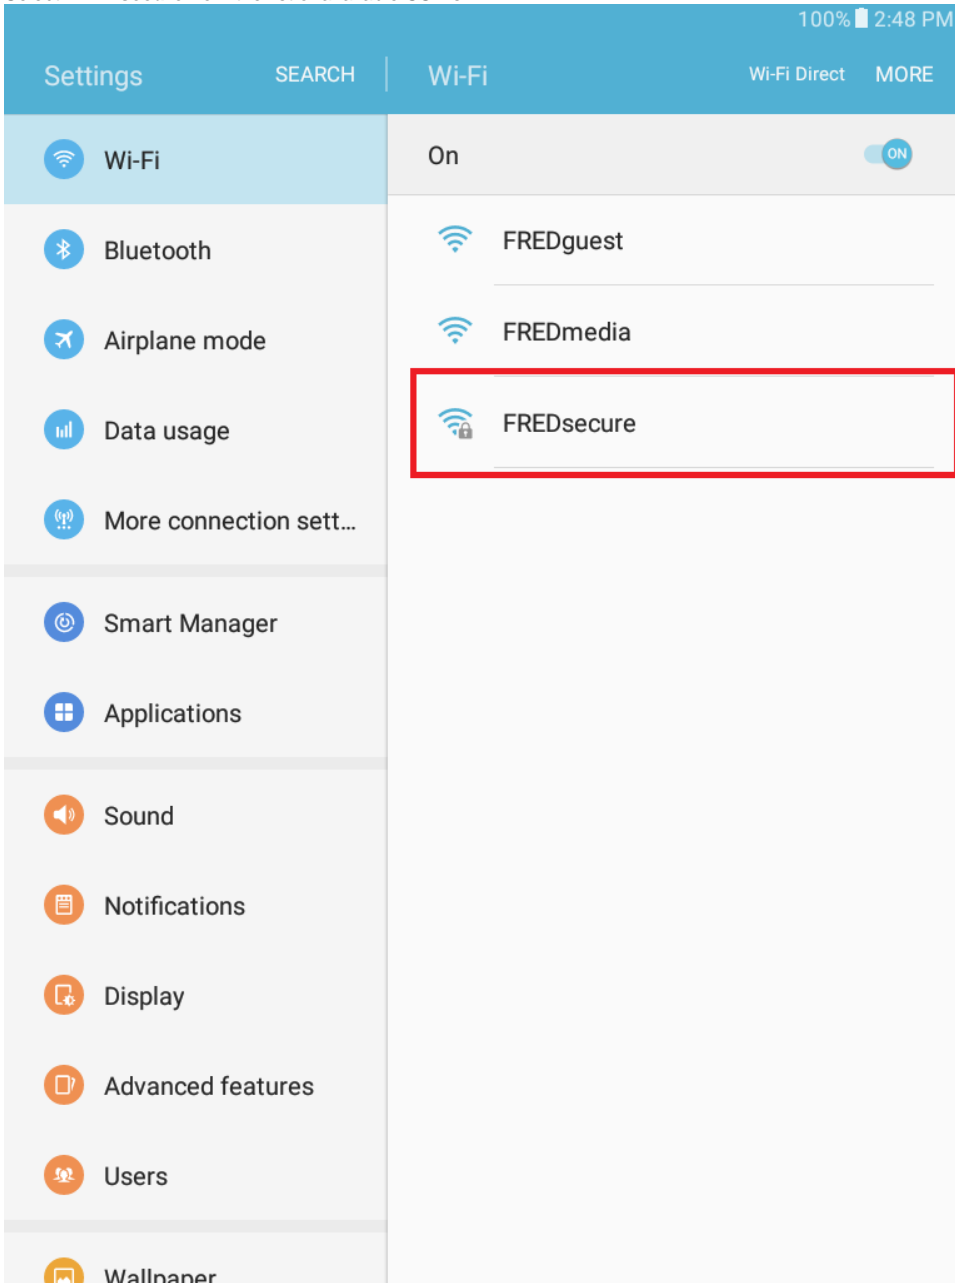 100% 2:48 PM
Settings SEARCH Wi-Fi Wi-Fi Direct MORE
Wi-Fi
Bluetooth
Airplane mode
Data usage
More connection sett...
Smart Manager
Applications
Sound
Notifications
Display
Advanced features
Users
Wallpaper
On ON
FREDguest
FREDmedia
FREDsecure